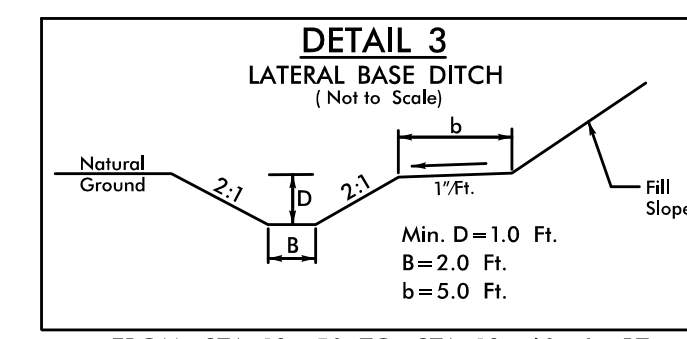 DETAIL 3
LATERAL BASE DITCH
( Not to Scale)
b
Natural
Ground
2:1
D
2:1
1"/Ft.
Fill
Slope
B
Min. D=1.0 Ft.
B=2.0 Ft.
b=5.0 Ft.